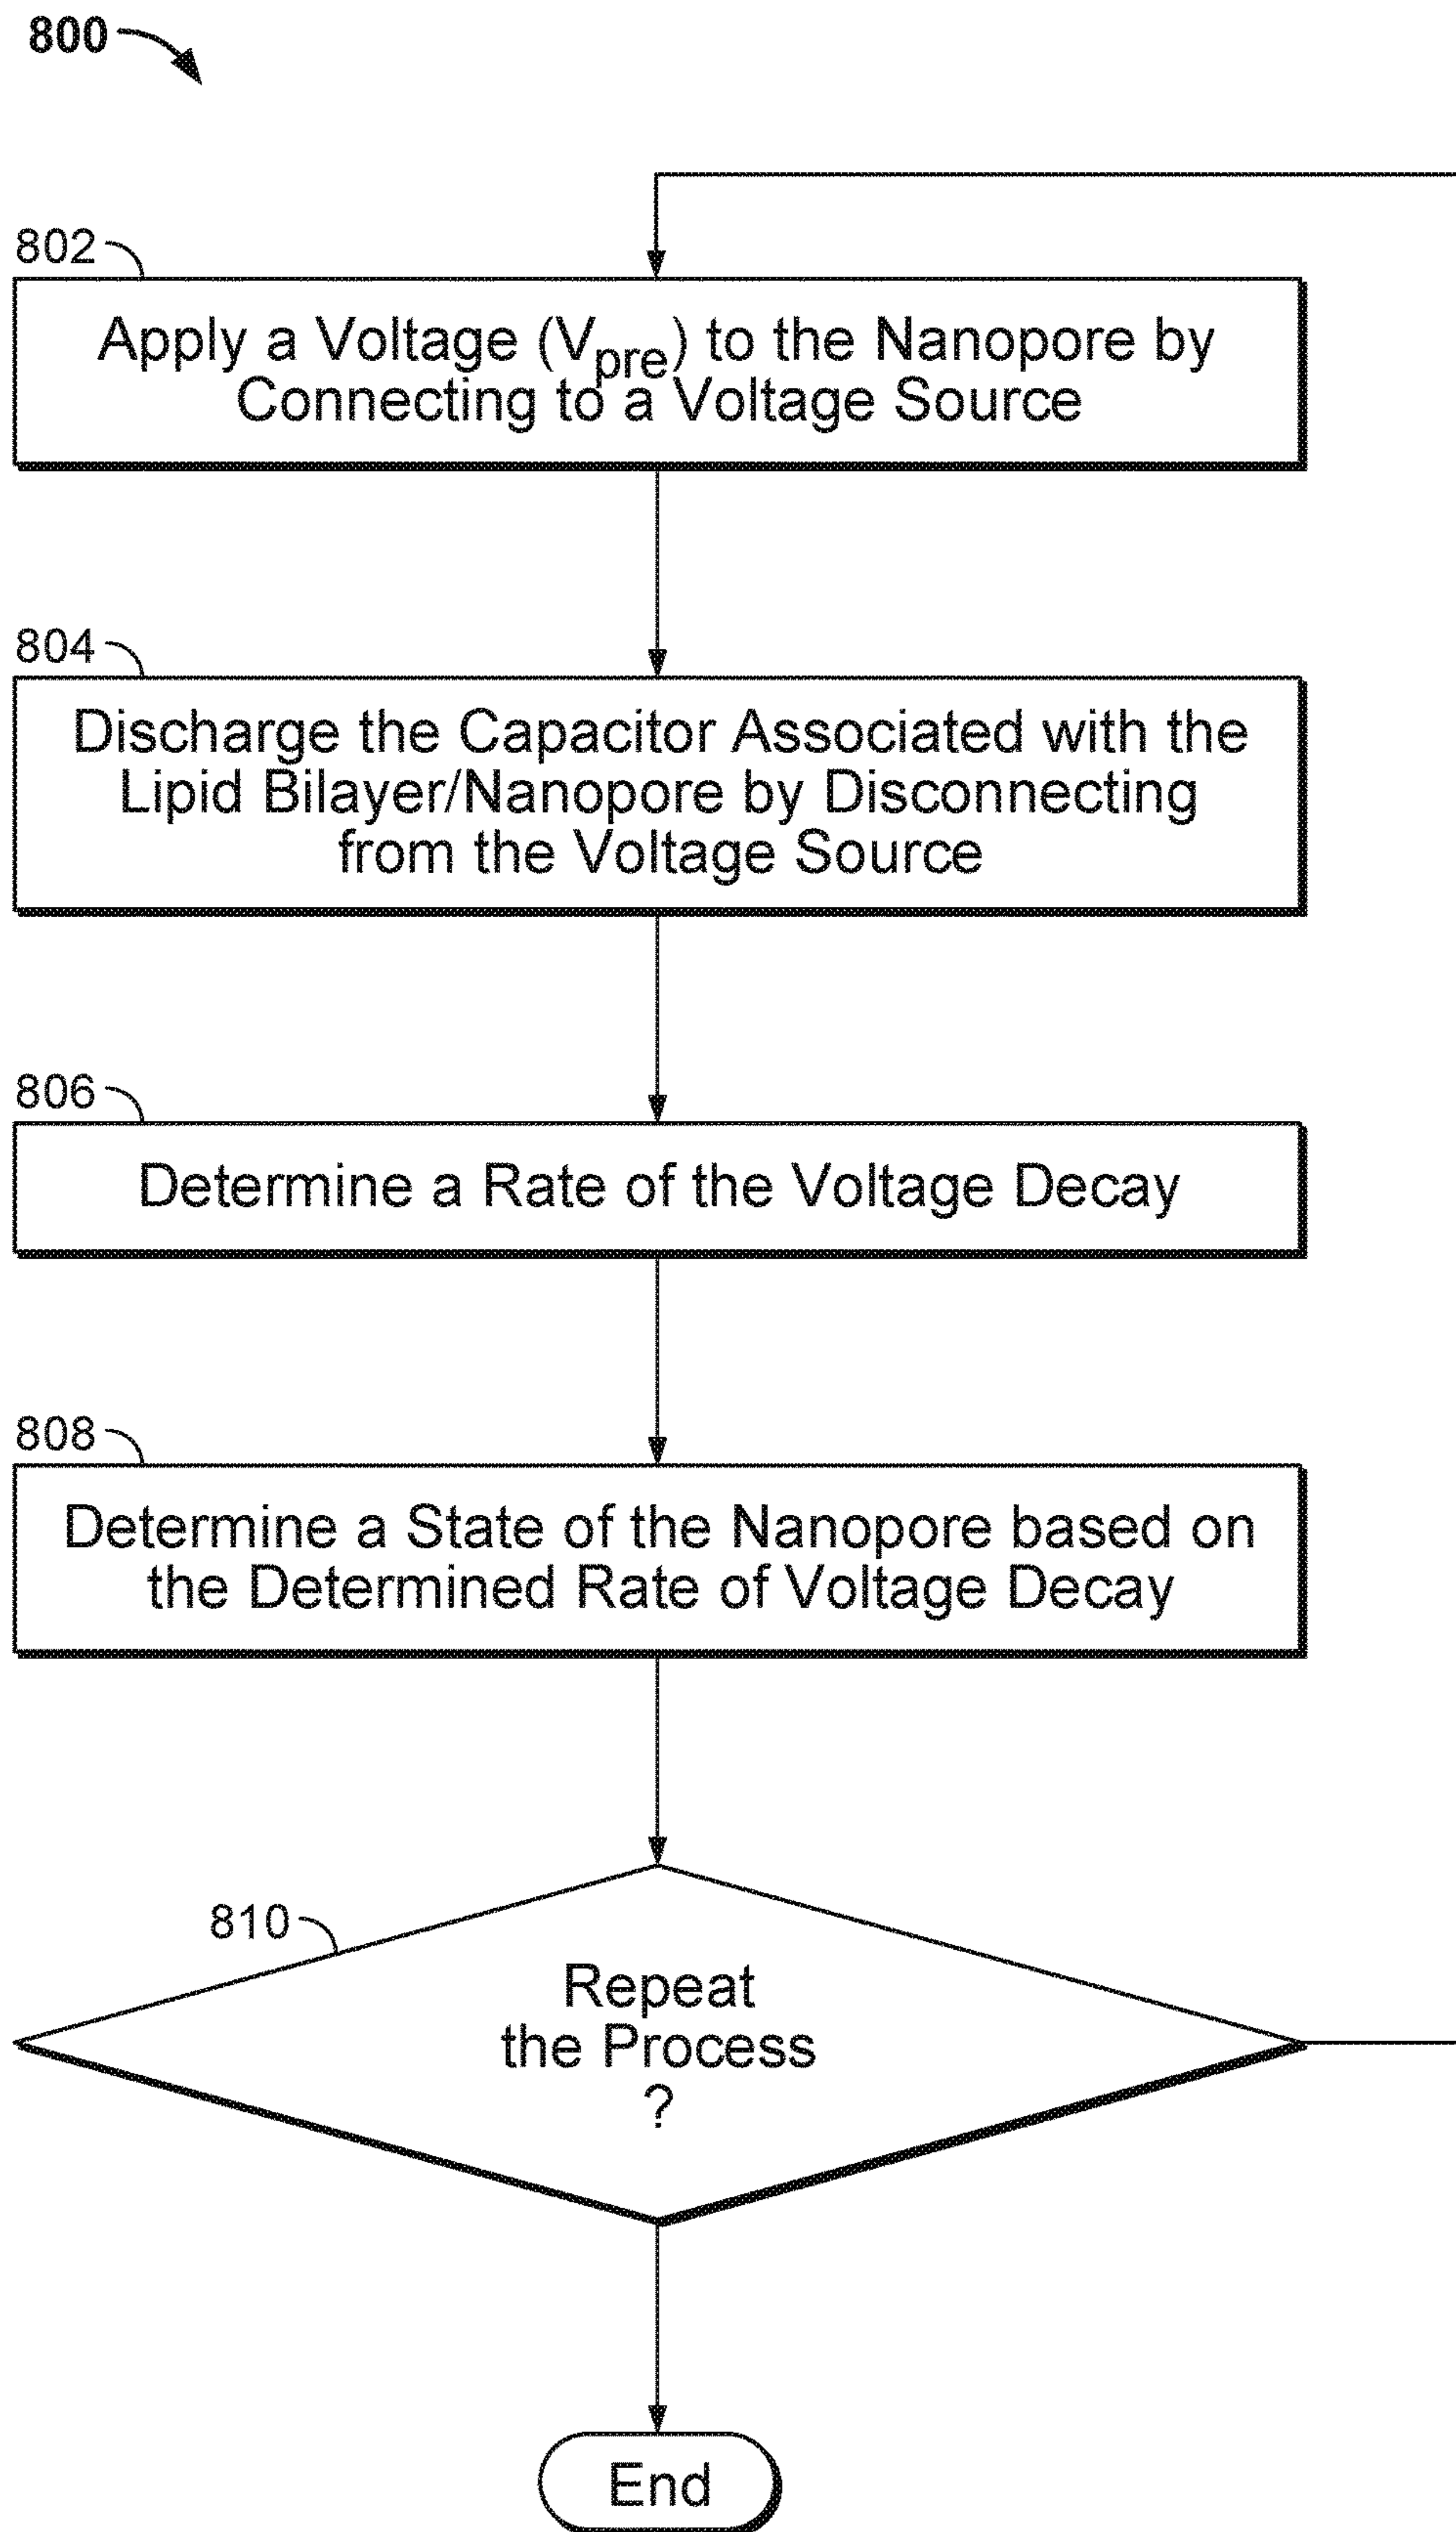 800
802
Apply a Voltage (Vpre) to the Nanopore by
Connecting to a Voltage Source
804
Discharge the Capacitor Associated with the
Lipid Bilayer/Nanopore by Disconnecting
from the Voltage Source
806
Determine a Rate of the Voltage Decay
808
Determine a State of the Nanopore based on
the Determined Rate of Voltage Decay
810
Repeat
the Process
?
End